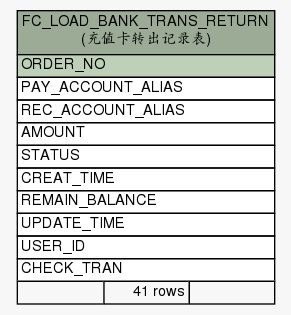 FC_LOAD_BANK_TRANS_RETURN
(充值卡转出记录表)
ORDER_NO
PAY_ACCOUNT_ALIAS
REC_ACCOUNT_ALIAS
AMOUNT
STATUS
CREAT_TIME
REMAIN_BALANCE
UPDATE_TIME
USER_ID
CHECK_TRAN
41 rows